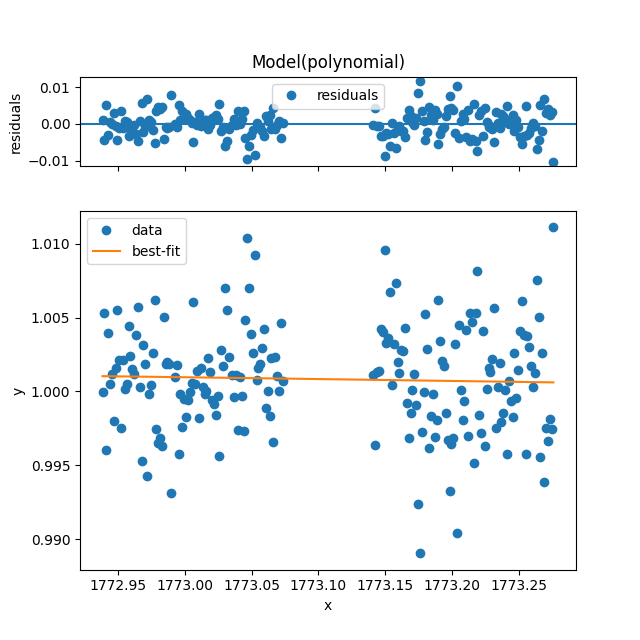 Model(polynomial)
0.01
0.00
−0.01
residuals
residuals
1.010
1.005
1.000
0.995
0.990
y
data
best-fit
1772.95 1773.00 1773.05 1773.10 1773.15 1773.20 1773.25
x